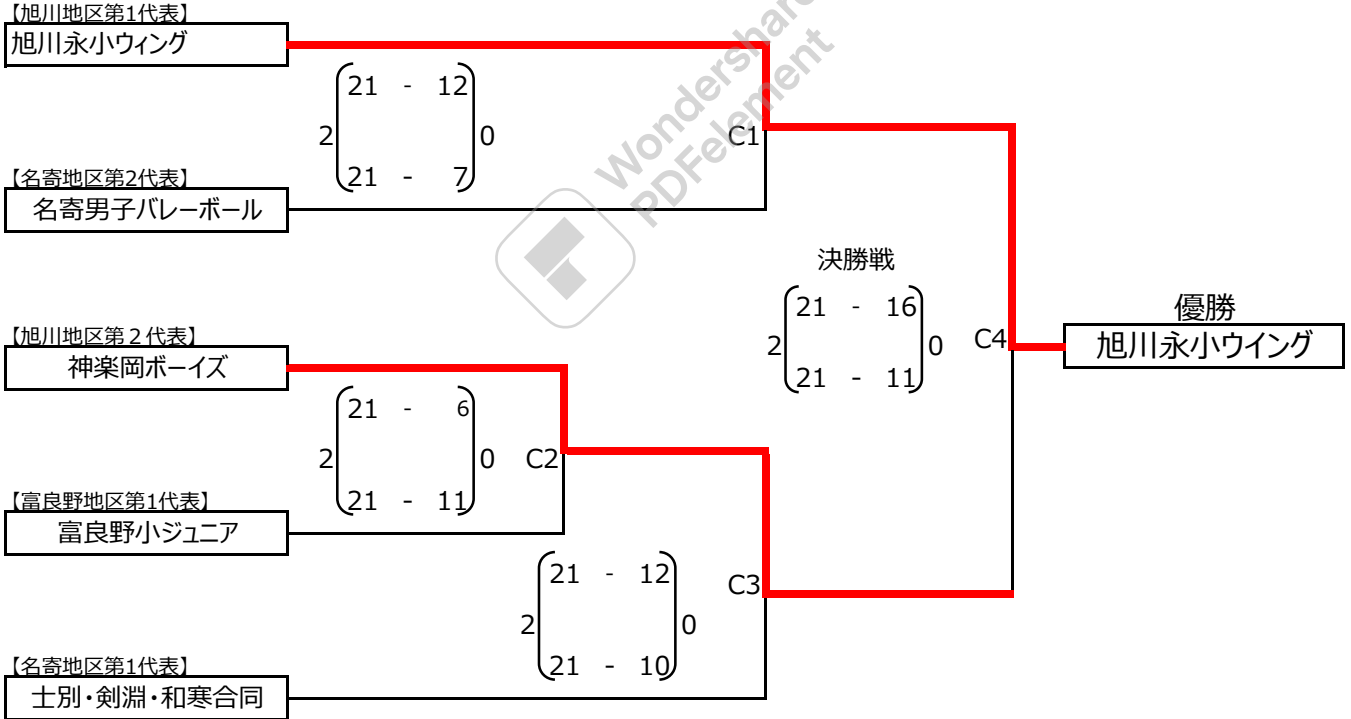 【旭川地区第1代表】
旭川永小ウィング
21 - 12
2 0
21 - 7
C1
【名寄地区第2代表】
名寄男子バレーボール
Wondershare
PDFelement
決勝戦
21 - 16
2 0
21 - 11
C4
優勝
旭川永小ウイング
【旭川地区第２代表】
神楽岡ボーイズ
21 - 6
2 0
21 - 11
C2
【富良野地区第1代表】
富良野小ジュニア
21 - 12
2 0
21 - 10
C3
【名寄地区第1代表】
士別・剣淵・和寒合同